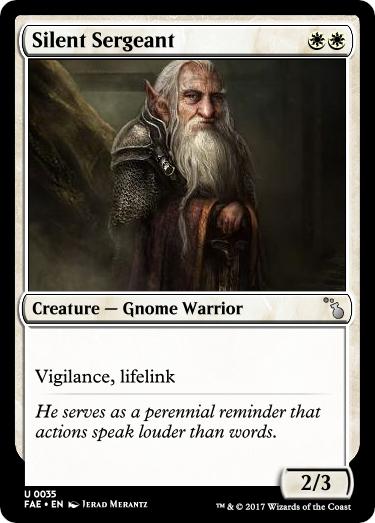 Silent Sergeant
Creature — Gnome Warrior
Vigilance, lifelink
He serves as a perennial reminder that
actions speak louder than words.
2/3
U 0035
FAE • EN Jerad Merantz
™ & © 2017 Wizards of the Coast